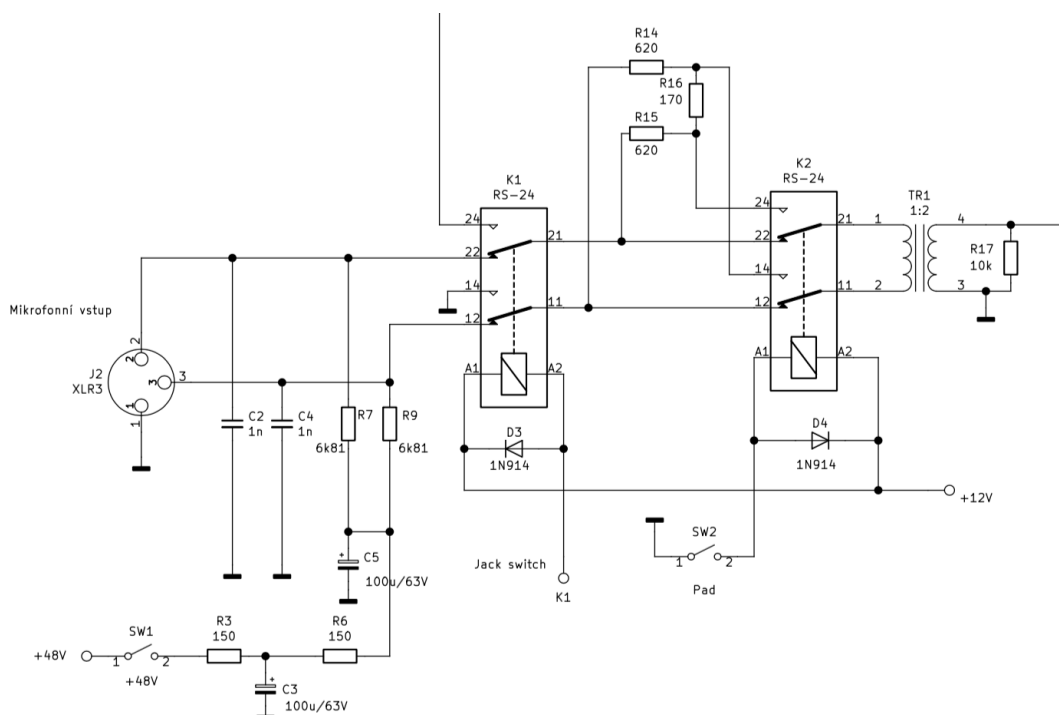 R14
620
R16
170
R15
620
K1
RS-24
K2
RS-24
TR1
1:2
24
21
22
14
11
12
24
21
22
14
11
12
1
4
2
3
R17
10k
Mikrofonní vstup
2
2
J2
XLR3
3
3
1
1
C2
1n
C4
1n
R7
6k81
R9
6k81
A1
A2
A1
A2
D3
1N914
D4
1N914
+12V
C5
+
100u/63V
Jack switch
K1
SW2
1
2
Pad
+48V
SW1
1
2
+48V
R3
150
R6
150
+
C3
100u/63V